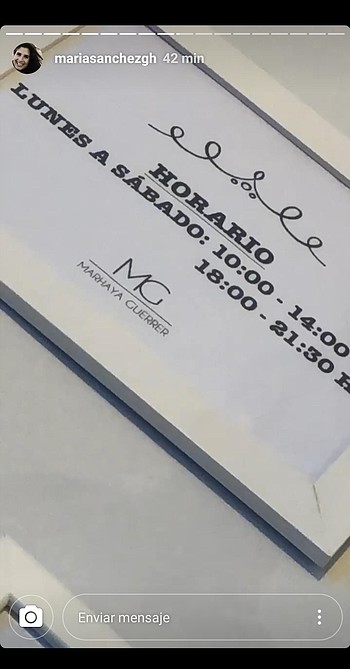 mariasanchezgh 42 min
HORARIO
LUNES A SÁBADO: 10:00 - 14:00
18:00 - 21:30 H
MG
MARHAYA GUERRER
Enviar mensaje